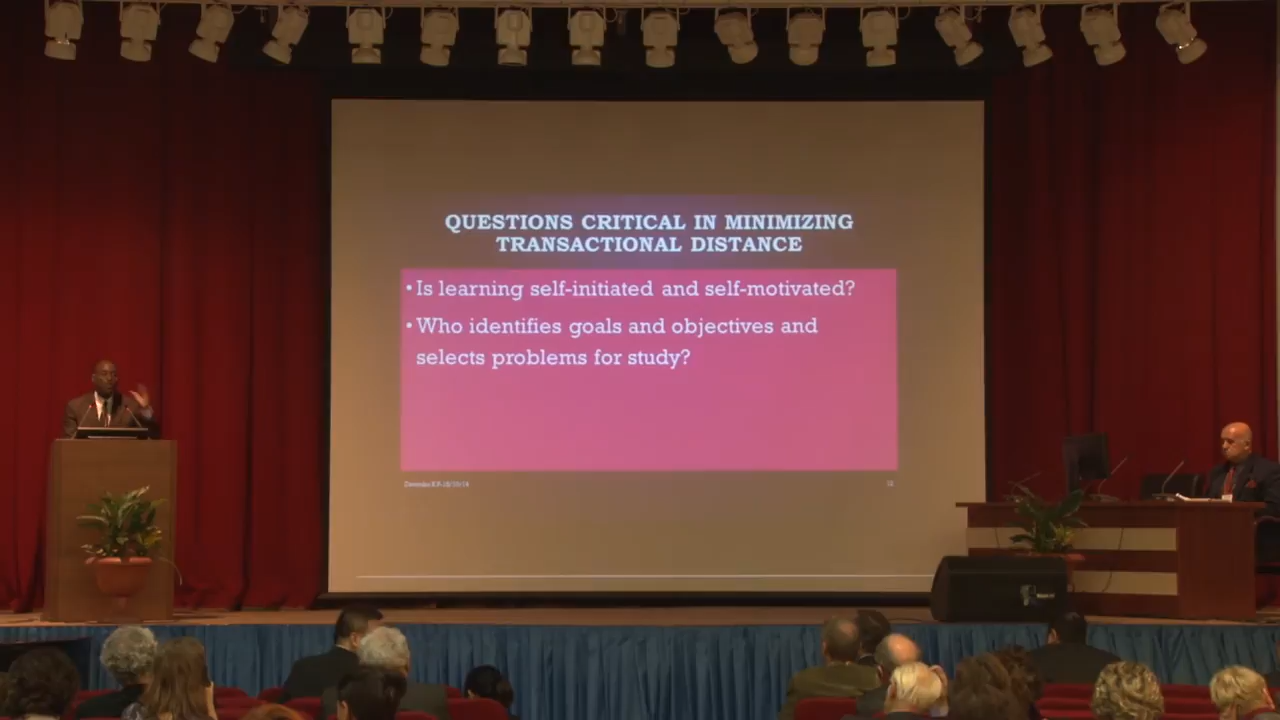 QUESTIONS CRITICAL IN MINIMIZING
TRANSACTIONAL DISTANCE
• Is learning self-initiated and self-motivated?
• Who identifies goals and objectives and
selects problems for study?